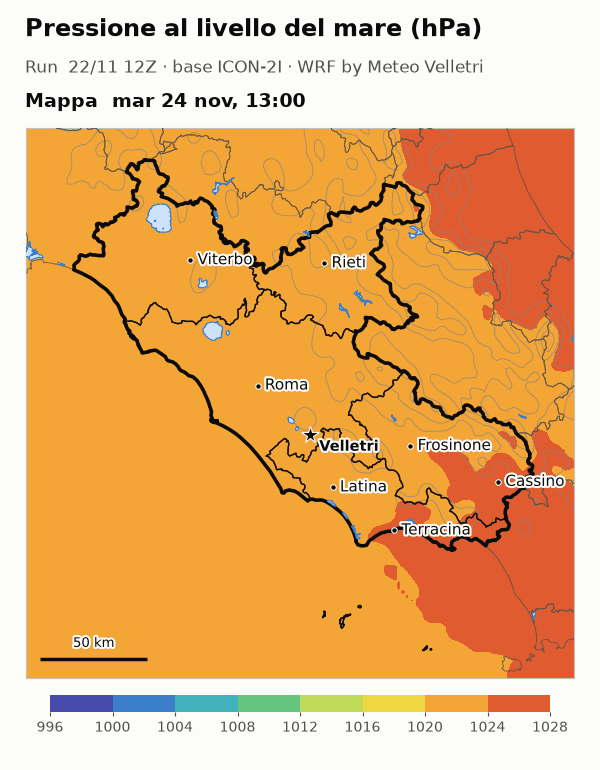 Pressione al livello del mare (hPa)
Run 22/11 12Z · base ICON-2I · WRF by Meteo Velletri
Mappa mar 24 nov, 13:00
Viterbo
Rieti
Roma
Velletri
Frosinone
Latina
Cassino
Terracina
50 km
996 1000 1004 1008 1012 1016 1020 1024 1028